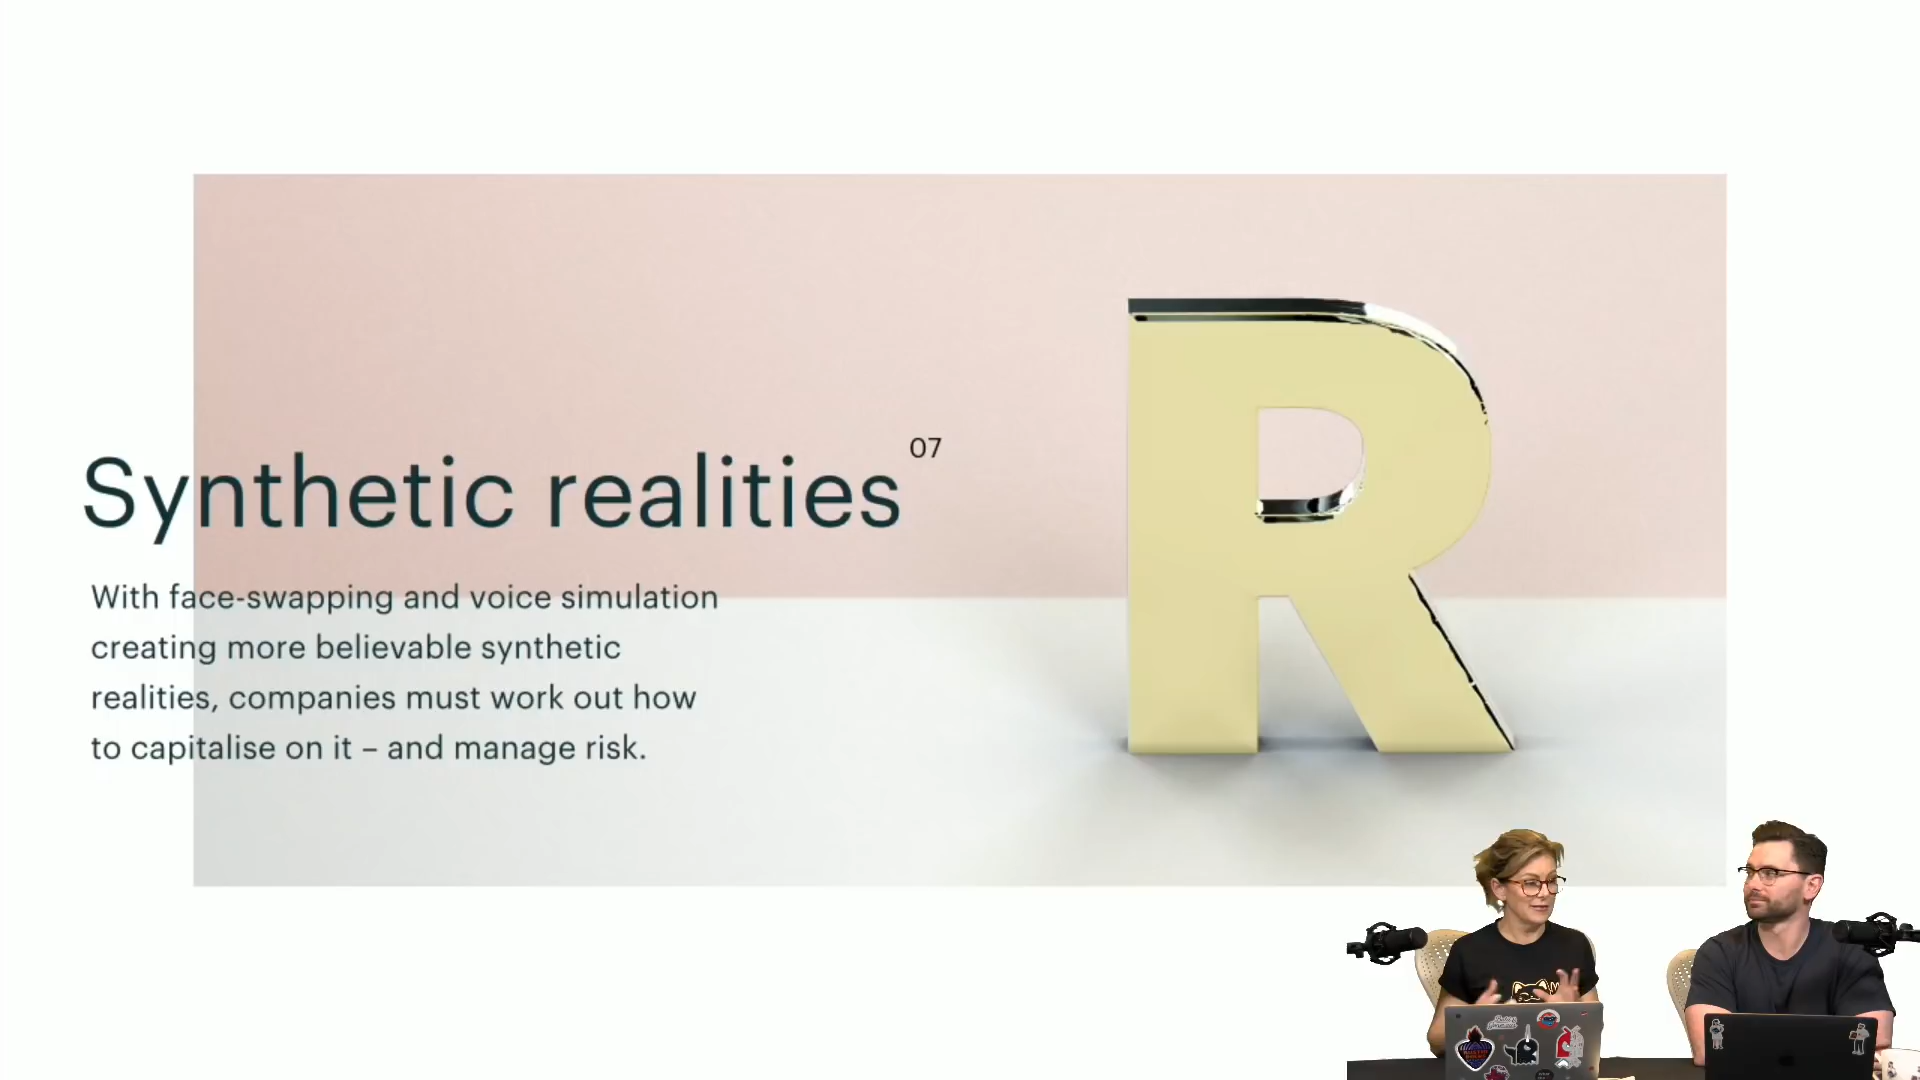 Synthetic realities 07
With face-swapping and voice simulation
creating more believable synthetic
realities, companies must work out how
to capitalise on it – and manage risk.
R